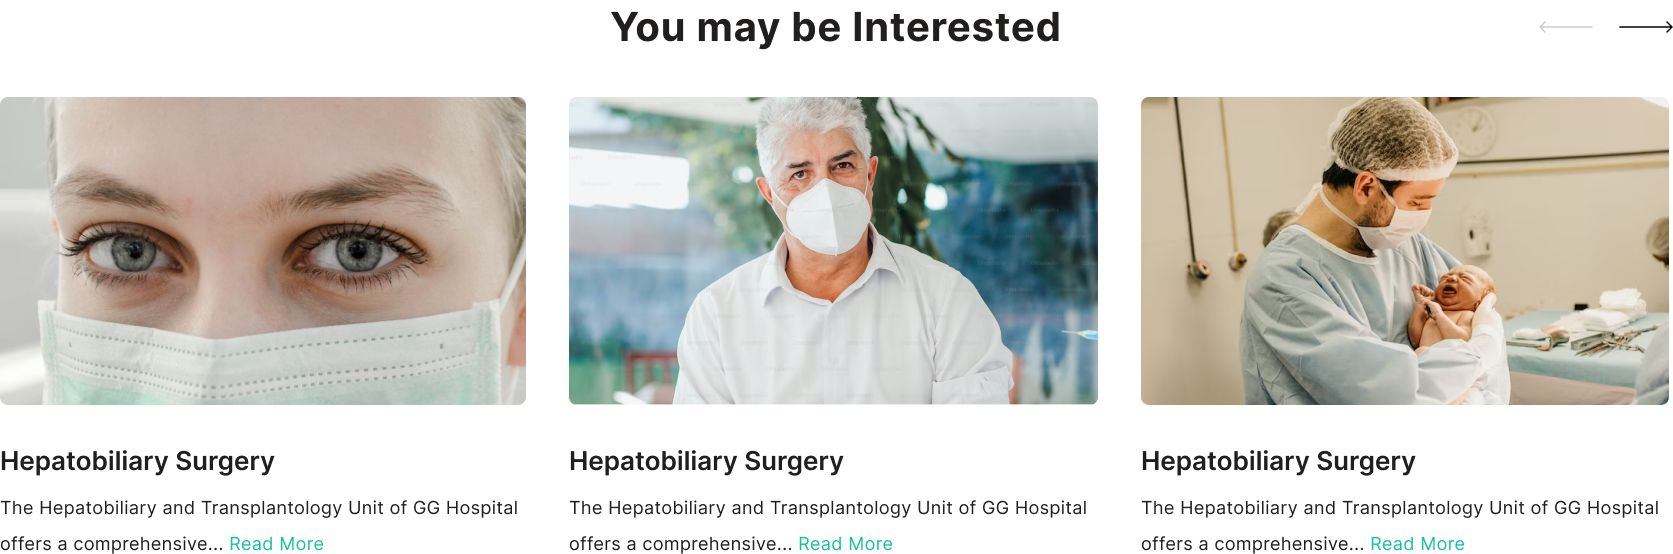 You may be Interested
Hepatobiliary Surgery
The Hepatobiliary and Transplantology Unit of GG Hospital
offers a comprehensive... Read More
Hepatobiliary Surgery
The Hepatobiliary and Transplantology Unit of GG Hospital
offers a comprehensive... Read More
Hepatobiliary Surgery
The Hepatobiliary and Transplantology Unit of GG Hospital
offers a comprehensive... Read More